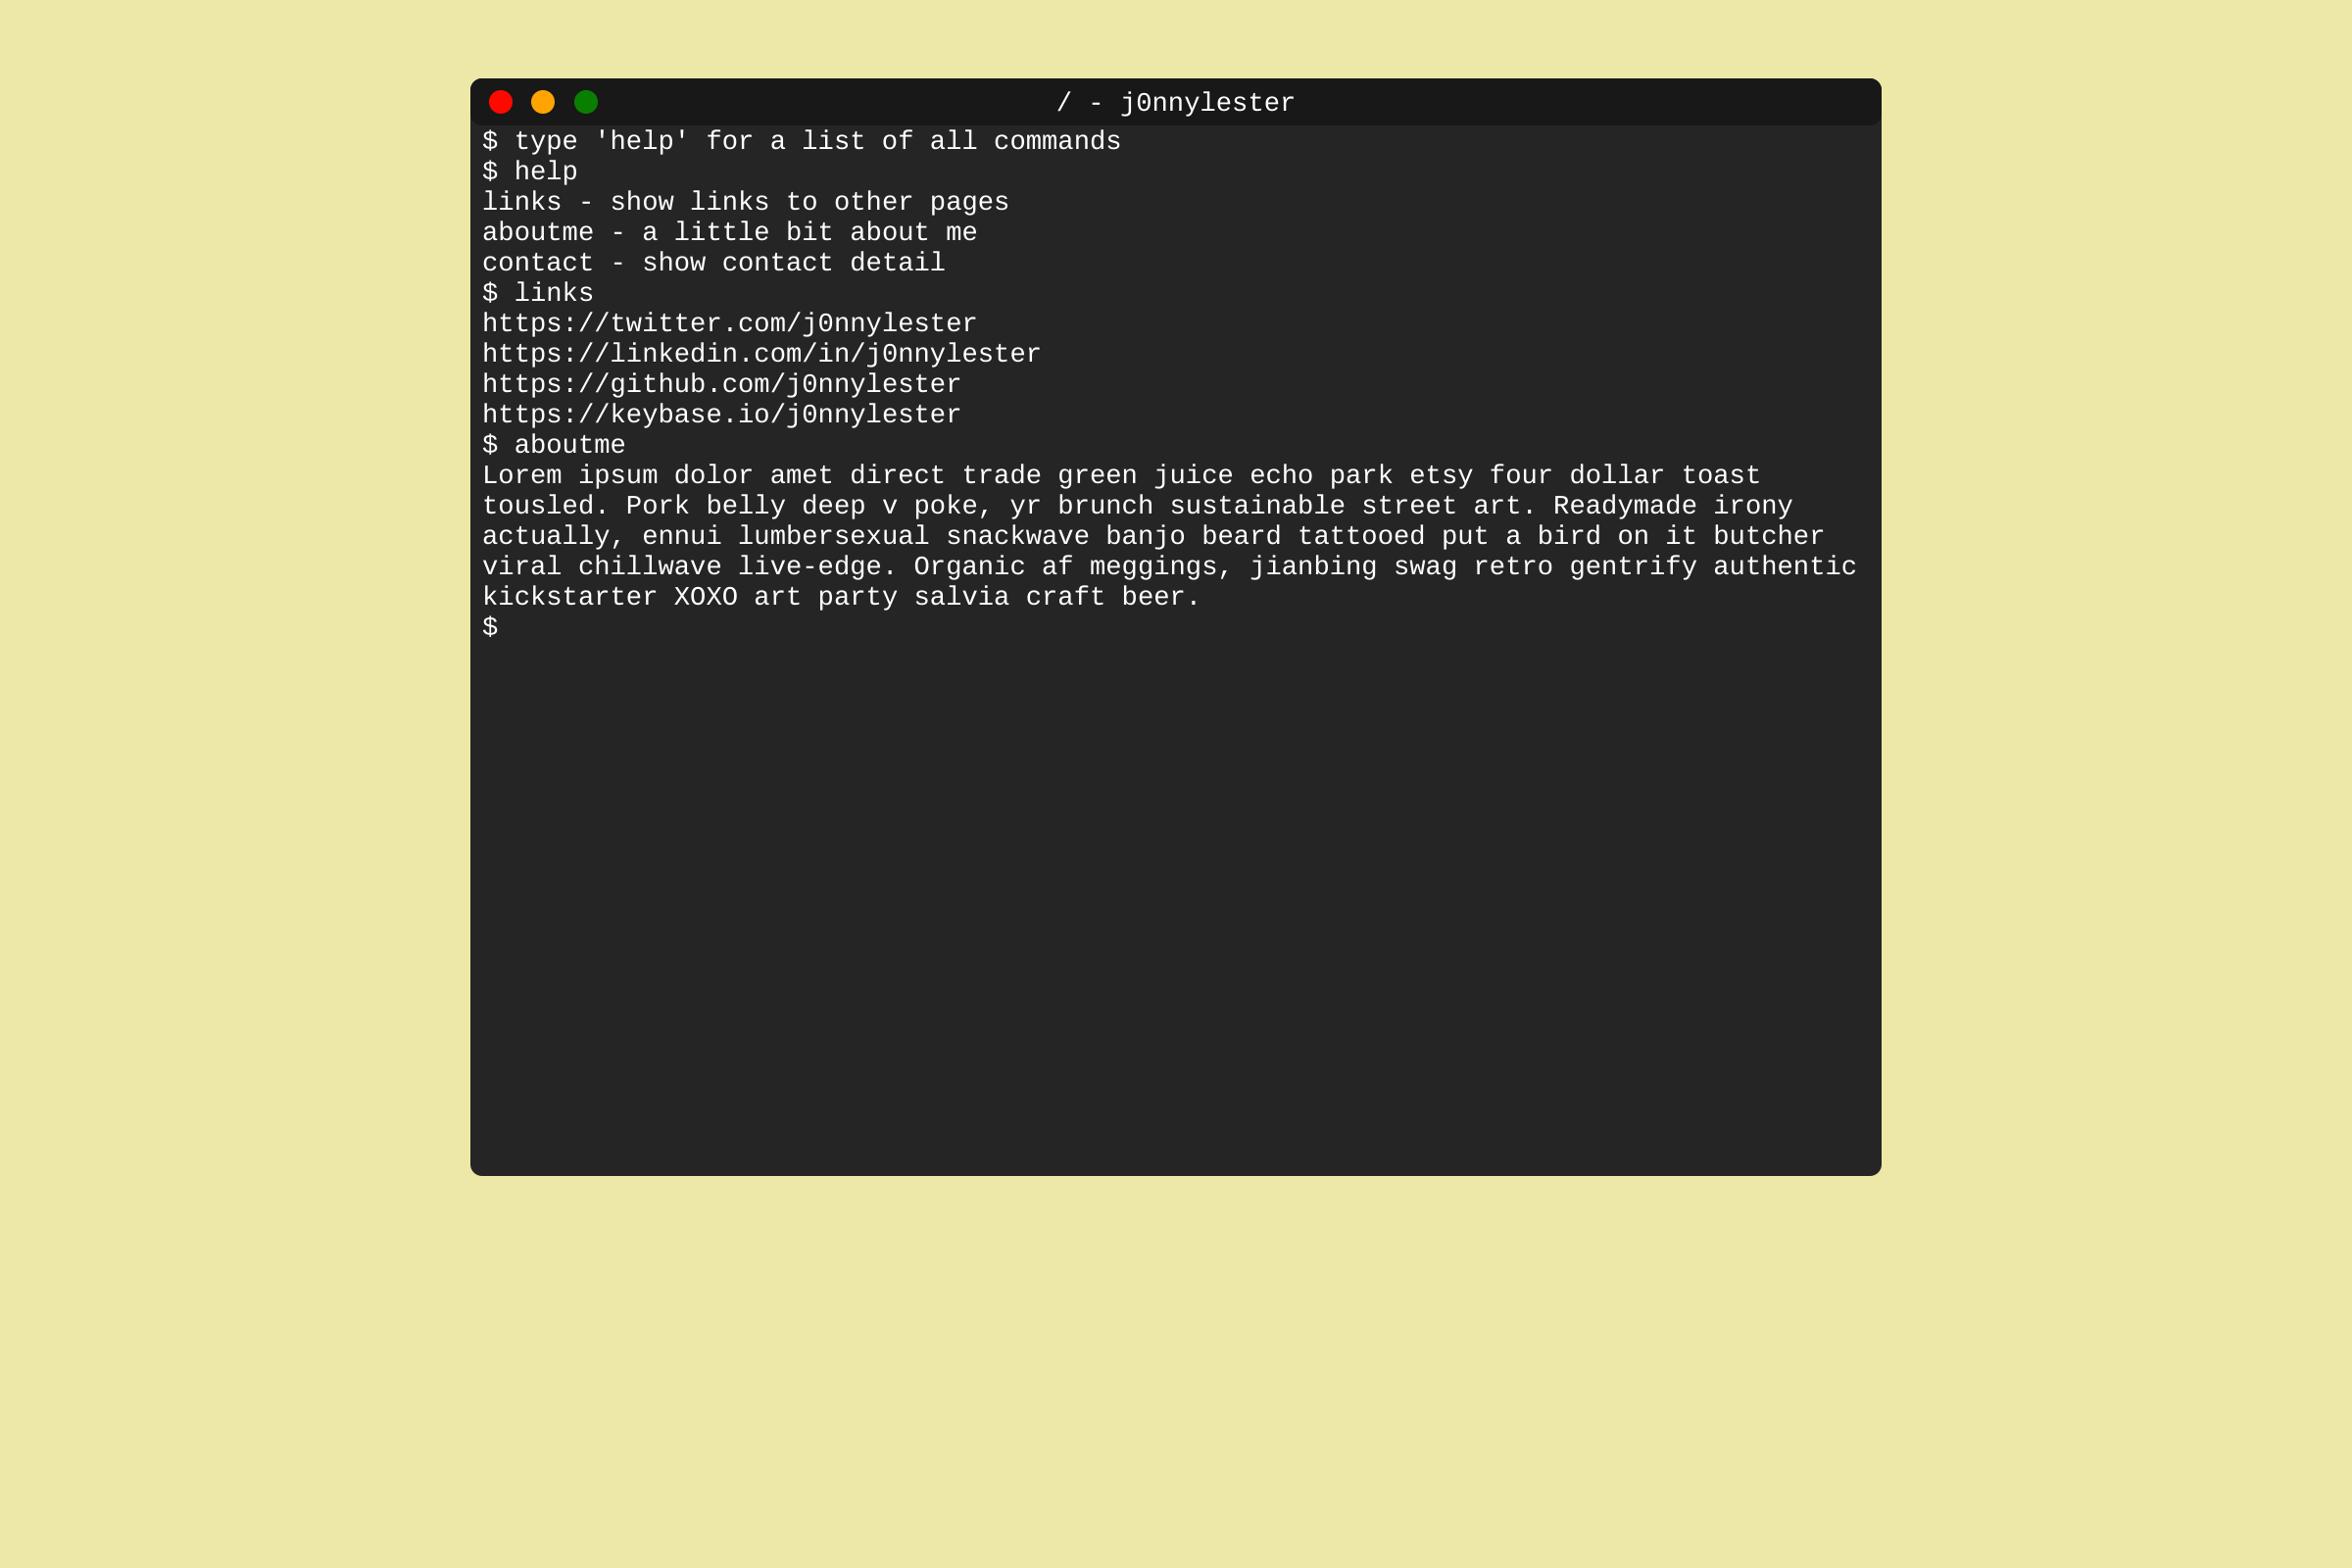 / - j0nnylester
$ type 'help' for a list of all commands
$ help
links - show links to other pages
aboutme - a little bit about me
contact - show contact detail
$ links
https://twitter.com/j0nnylester
https://linkedin.com/in/j0nnylester
https://github.com/j0nnylester
https://keybase.io/j0nnylester
$ aboutme
Lorem ipsum dolor amet direct trade green juice echo park etsy four dollar toast
tousled. Pork belly deep v poke, yr brunch sustainable street art. Readymade irony
actually, ennui lumbersexual snackwave banjo beard tattooed put a bird on it butcher
viral chillwave live-edge. Organic af meggings, jianbing swag retro gentrify authentic
kickstarter XOXO art party salvia craft beer.
$